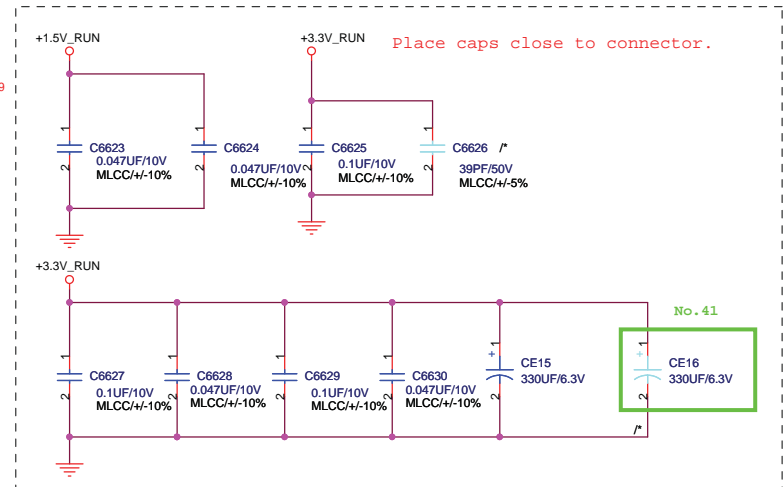 +1.5V_RUN
+3.3V_RUN
Place caps close to connector.
9
1
1
1
1
C6623
C6624
C6625
C6626 /*
0.047UF/10V
0.047UF/10V
0.1UF/10V
39PF/50V
MLCC/+/-10%
MLCC/+/-10%
MLCC/+/-10%
MLCC/+/-5%
2
2
2
2
+3.3V_RUN
No.41
1
1
1
1
1
1
+
+
C6627
C6628
C6629
C6630
CE15
CE16
0.1UF/10V
0.047UF/10V
0.1UF/10V
0.047UF/10V
330UF/6.3V
330UF/6.3V
MLCC/+/-10%
MLCC/+/-10%
MLCC/+/-10%
MLCC/+/-10%
2
2
2
2
2
2
/*